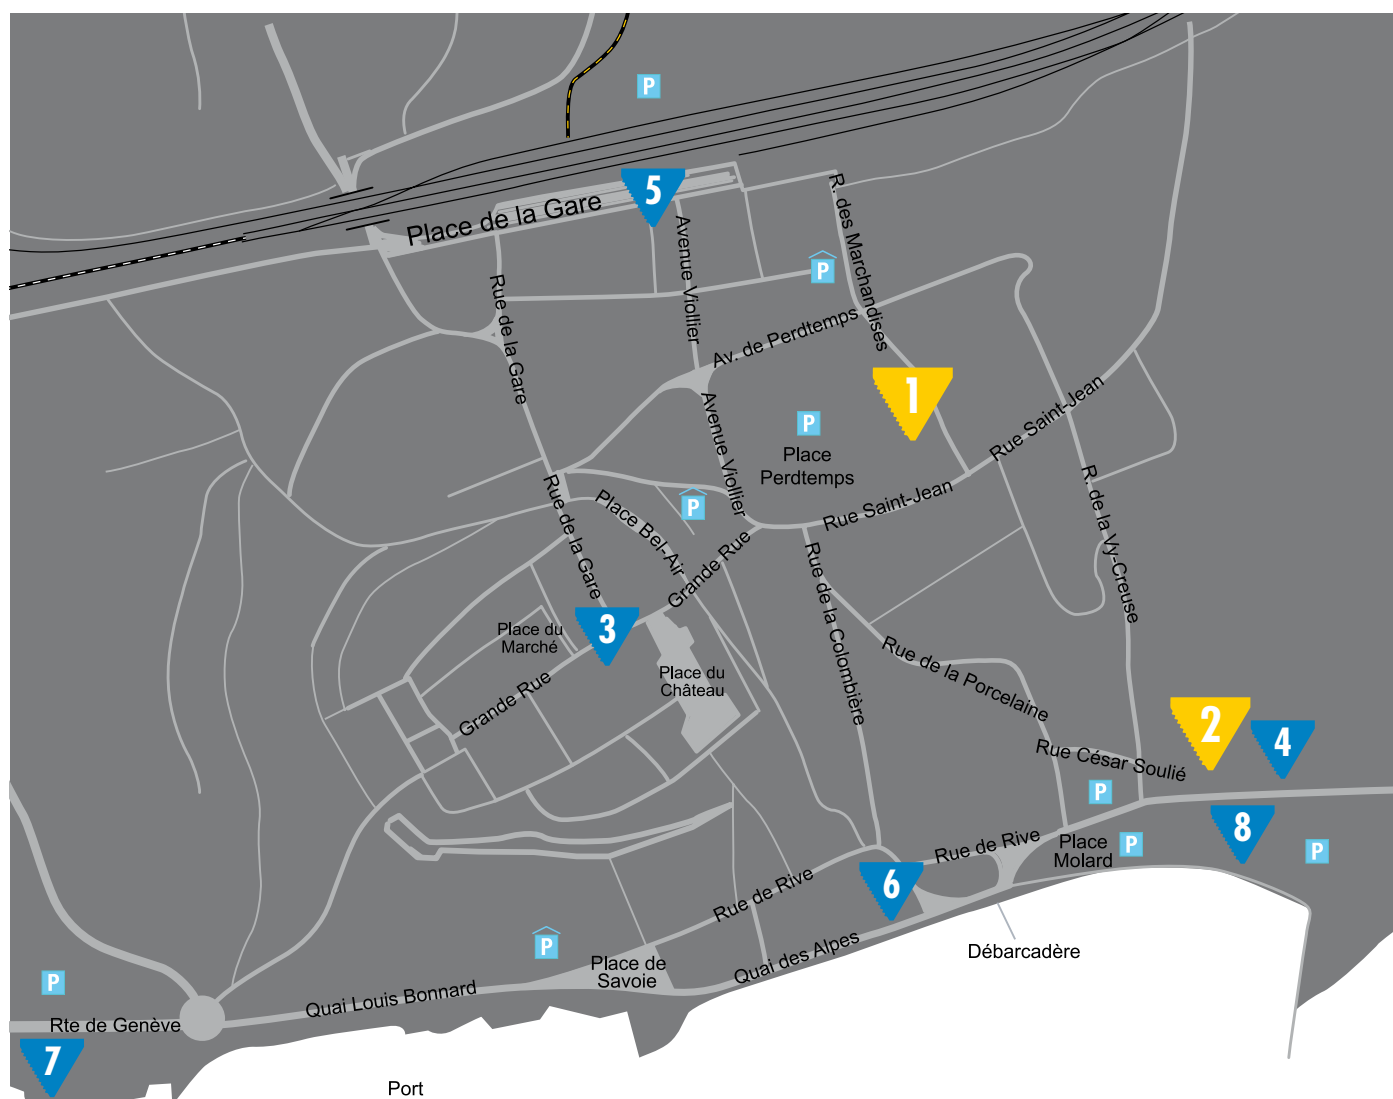 P
5
Place de la Gare
R. des Marchandises
Avenue Viollier
P
Rue de la Gare
Av. de Perdtemps
1
Avenue Viollier
P
Place
Perdtemps
Rue Saint-Jean
Rue Saint-Jean
R. de la Vy-Creuse
Rue de la Gare
Place Bel-Air
P
Grande Rue
Rue de la Colombière
3
Place du
Marché
Place du
Château
Grande Rue
Rue de la Porcelaine
2
4
Rue César Soulié
P
8
P
P
Place
Molard
Rue de Rive
6
Rue de Rive
Débarcadère
Quai des Alpes
P
Place de
Savoie
Quai Louis Bonnard
P
Rte de Genève
7
Port